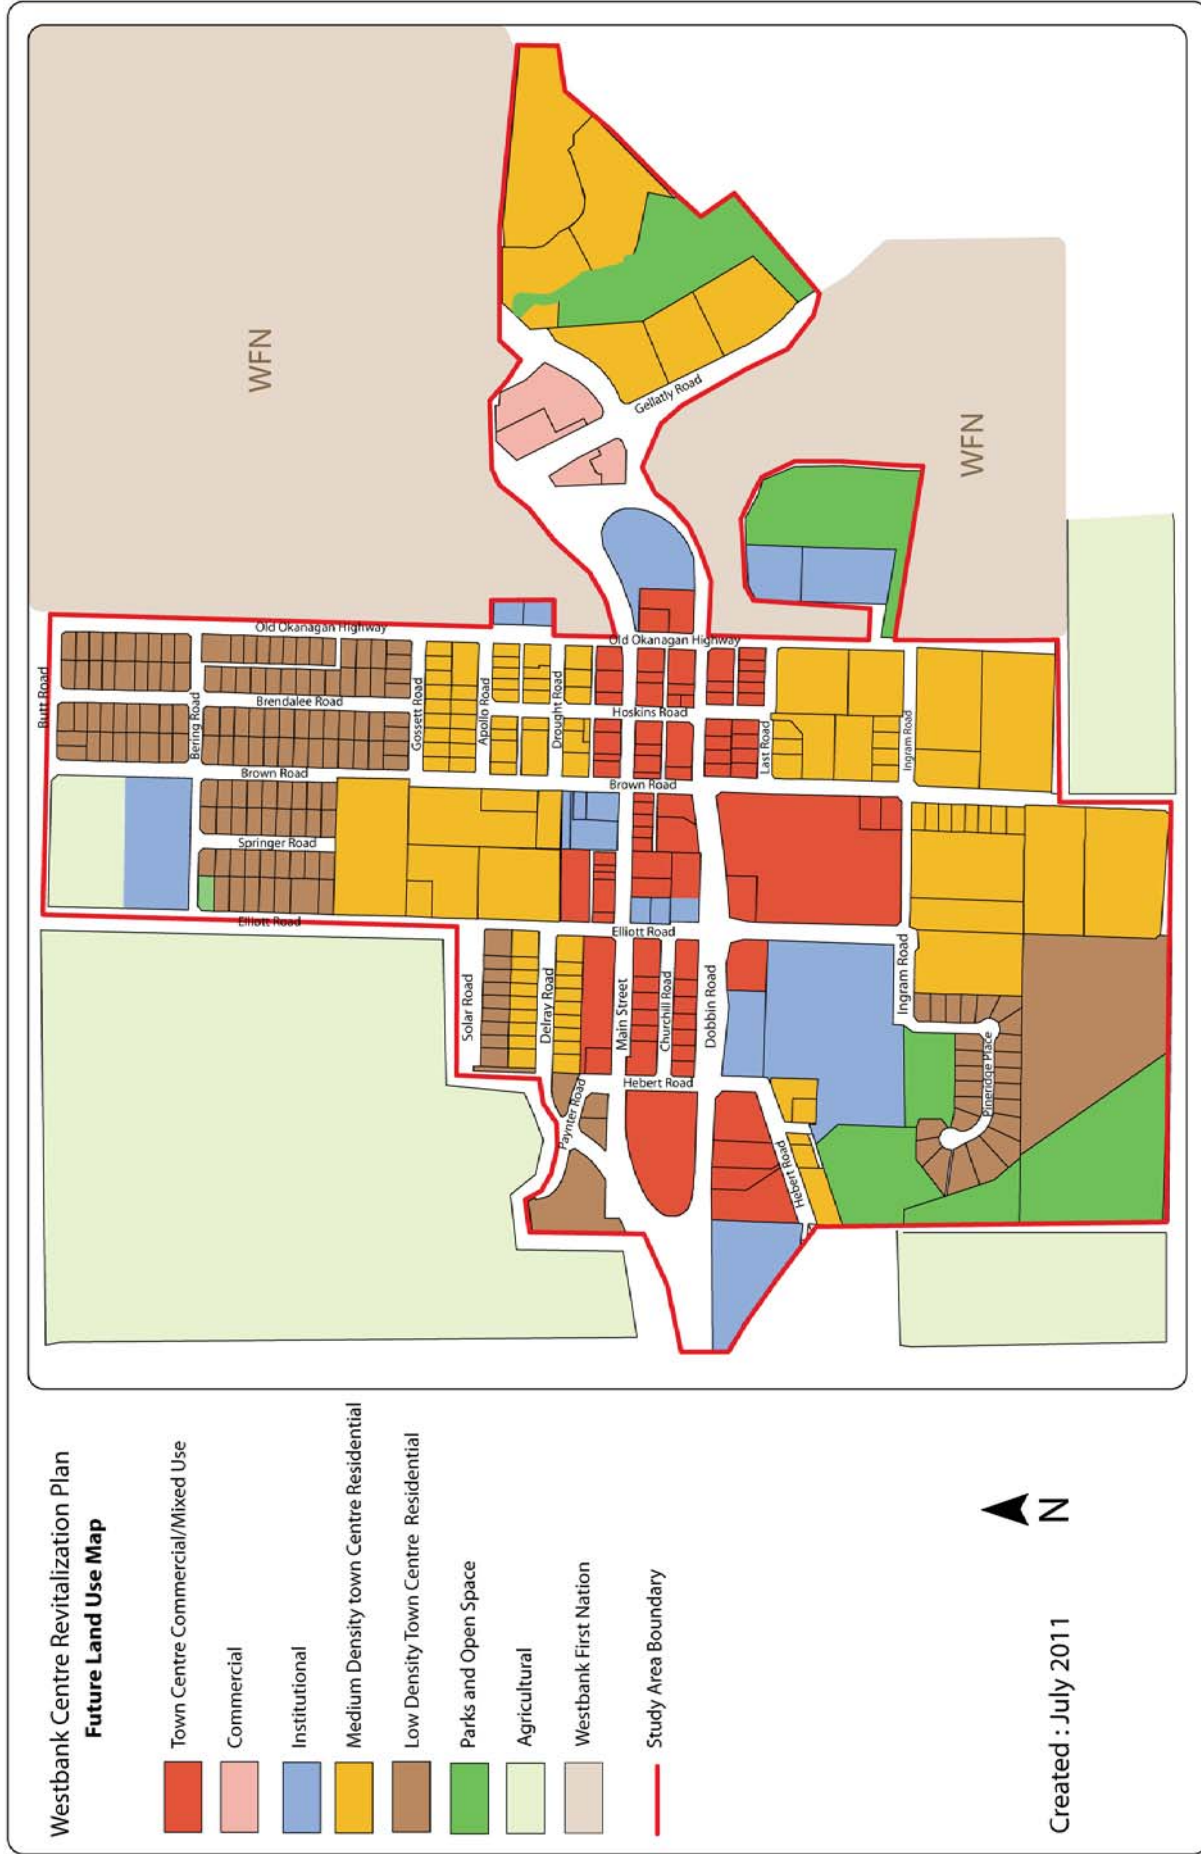 Westbank Centre Revitalization Plan
Future Land Use Map
Town Centre Commercial/Mixed Use
Commercial
Institutional
Medium Density town Centre Residential
Low Density Town Centre Residential
Parks and Open Space
Agricultural
Westbank First Nation
Study Area Boundary
Created : July 2011
N
WFN
WFN
Butt Road
Old Okanagan Highway
Bering Road
Brendalee Road
Gossett Road
Apollo Road
Drought Road
Brown Road
Springer Road
Elliott Road
Solar Road
Delray Road
Paynter Road
Main Street
Churchill Road
Dobbin Road
Hebert Road
Hebert Road
Elliott Road
Brown Road
Hoskins Road
Old Okanagan Highway
Last Road
Ingram Road
Ingram Road
Pineridge Place
Gellatly Road